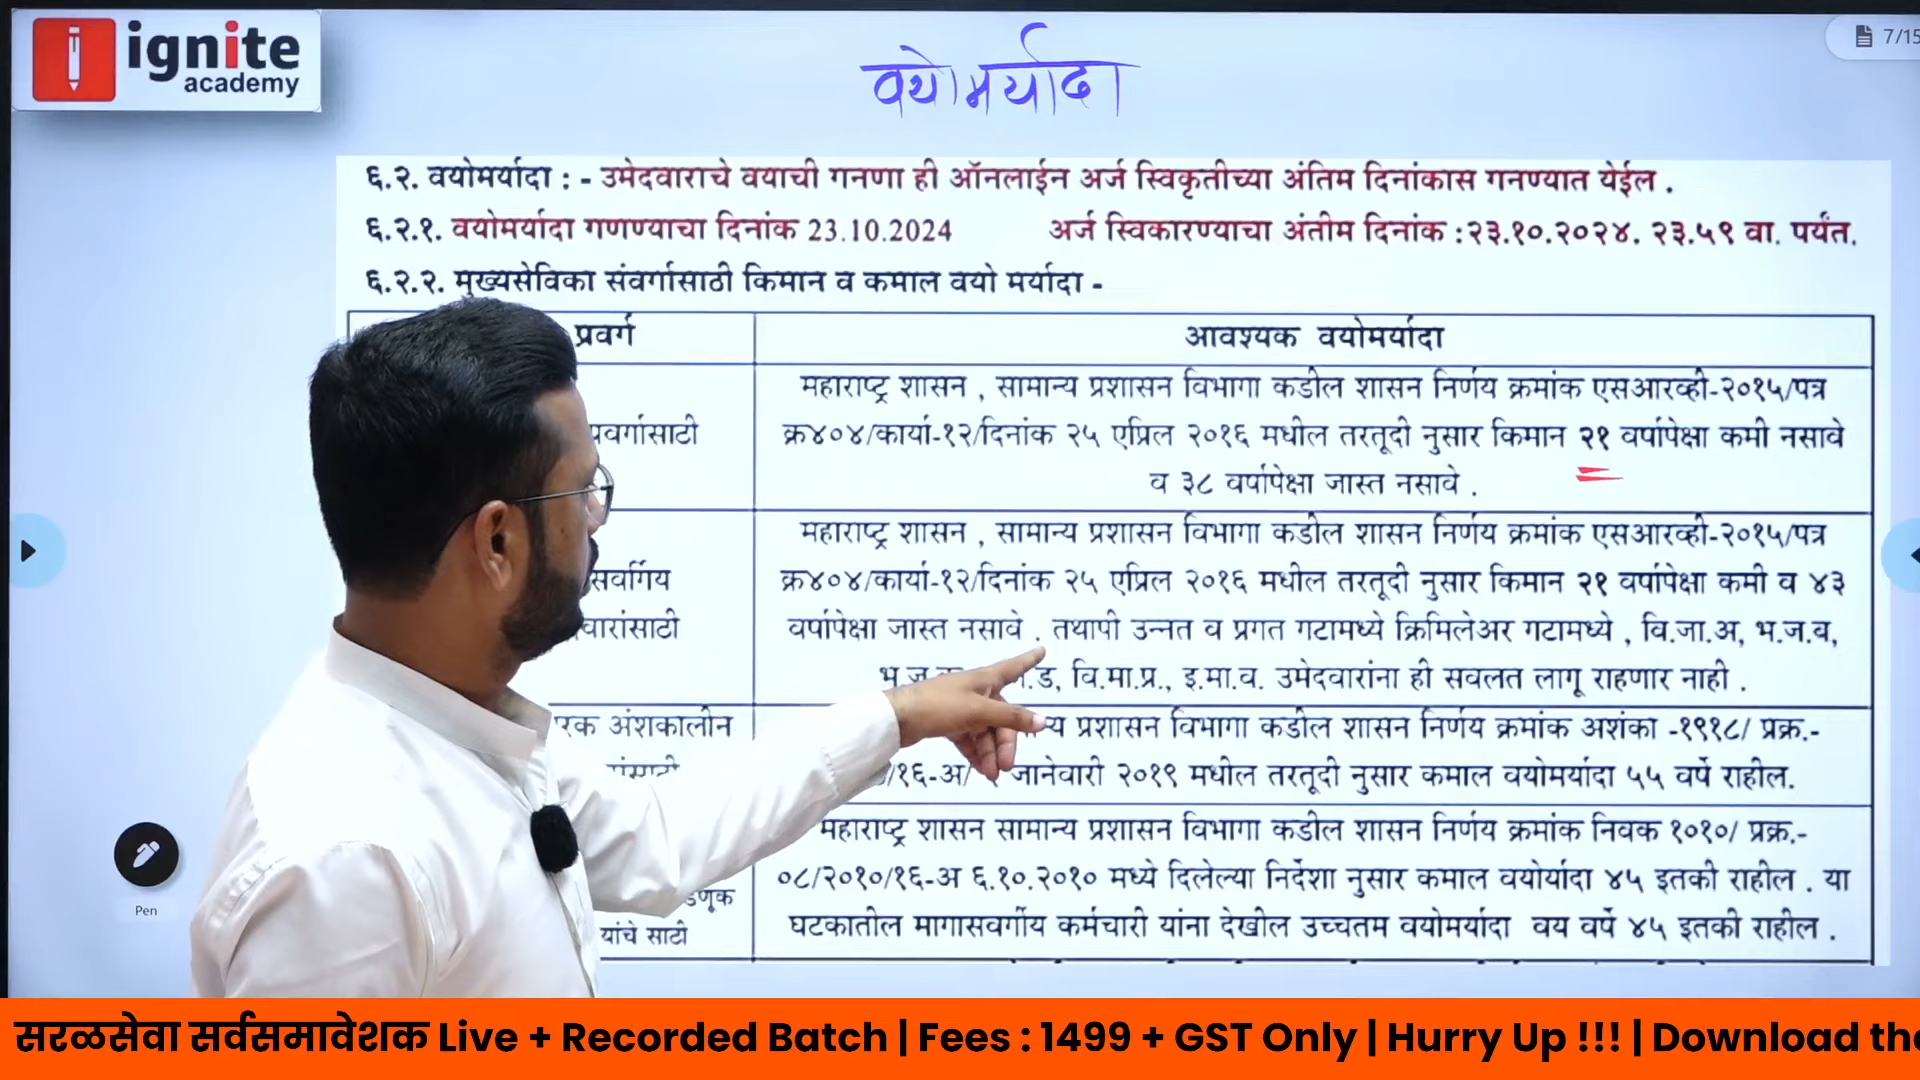 ignite
academy
वयोमर्यादा
7/15
६.२. वयोमर्यादा : - उमेदवाराचे वयाची गनणा ही ऑनलाईन अर्ज स्विकृतीच्या अंतिम दिनांकास गनण्यात येईल .
६.२.१. वयोमर्यादा गणण्याचा दिनांक 23.10.2024 अर्ज स्विकारण्याचा अंतीम दिनांक :२३.१०.२०२४. २३.५९ वा. पर्यंत.
६.२.२. मुख्यसेविका संवर्गासाठी किमान व कमाल वयो मर्यादा -
प्रवर्ग आवश्यक वयोमर्यादा
महाराष्ट्र शासन , सामान्य प्रशासन विभागा कडील शासन निर्णय क्रमांक एसआरव्ही-२०१५/पत्र
क्र४०४/कार्या-१२/दिनांक २५ एप्रिल २०१६ मधील तरतूदी नुसार किमान २१ वर्षापेक्षा कमी नसावे
व ३८ वर्षापेक्षा जास्त नसावे .
महाराष्ट्र शासन , सामान्य प्रशासन विभागा कडील शासन निर्णय क्रमांक एसआरव्ही-२०१५/पत्र
क्र४०४/कार्या-१२/दिनांक २५ एप्रिल २०१६ मधील तरतूदी नुसार किमान २१ वर्षापेक्षा कमी व ४३
वर्षापेक्षा जास्त नसावे . तथापी उन्नत व प्रगत गटामध्ये क्रिमिलेअर गटामध्ये , वि.जा.अ, भ.ज.ब,
वि.मा.प्र., इ.मा.व. उमेदवारांना ही सवलत लागू राहणार नाही .
अंशकालीन प्रशासन विभागा कडील शासन निर्णय क्रमांक अशंका -१९१८/ प्रक्र.-
जानेवारी २०१९ मधील तरतूदी नुसार कमाल वयोमर्यादा ५५ वर्षे राहील.
महाराष्ट्र शासन सामान्य प्रशासन विभागा कडील शासन निर्णय क्रमांक निवक १०१०/ प्रक्र.-
०८/२०१०/१६-अ ६.१०.२०१० मध्ये दिलेल्या निर्देशा नुसार कमाल वयोर्यादा ४५ इतकी राहील . या
यांचे साठी घटकातील मागासवर्गीय कर्मचारी यांना देखील उच्चतम वयोमर्यादा वय वर्षे ४५ इतकी राहील .
Pen
सरळसेवा सर्वसमावेशक Live + Recorded Batch | Fees : 1499 + GST Only | Hurry Up !!! | Download the